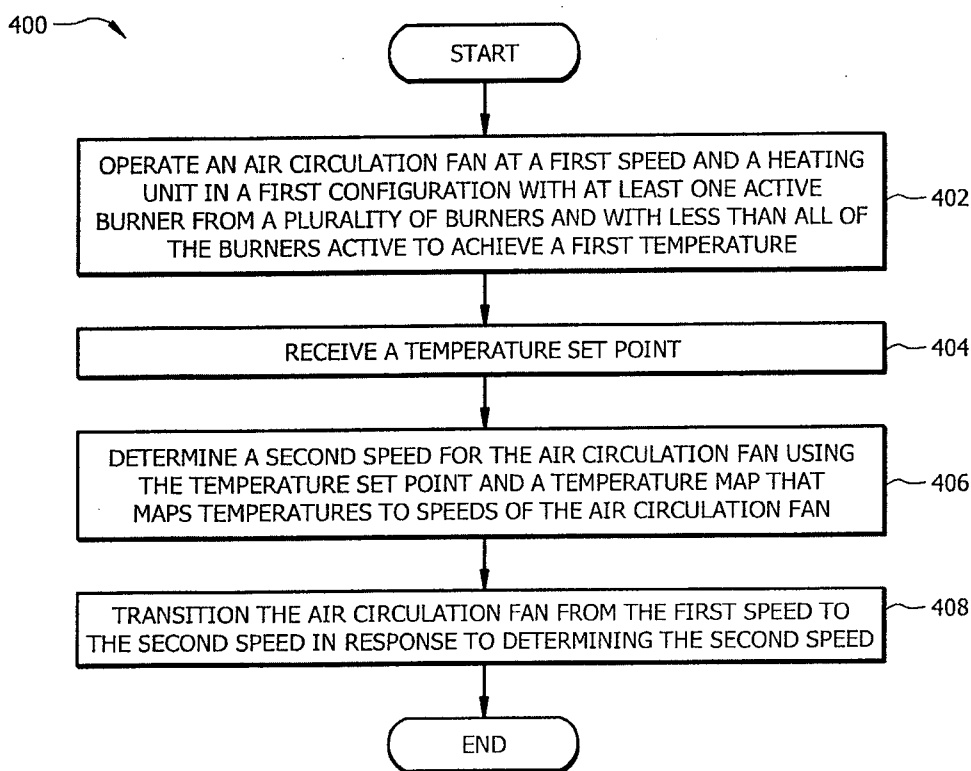 400
START
OPERATE AN AIR CIRCULATION FAN AT A FIRST SPEED AND A HEATING
UNIT IN A FIRST CONFIGURATION WITH AT LEAST ONE ACTIVE
BURNER FROM A PLURALITY OF BURNERS AND WITH LESS THAN ALL OF
THE BURNERS ACTIVE TO ACHIEVE A FIRST TEMPERATURE
402
RECEIVE A TEMPERATURE SET POINT
404
DETERMINE A SECOND SPEED FOR THE AIR CIRCULATION FAN USING
THE TEMPERATURE SET POINT AND A TEMPERATURE MAP THAT
MAPS TEMPERATURES TO SPEEDS OF THE AIR CIRCULATION FAN
406
TRANSITION THE AIR CIRCULATION FAN FROM THE FIRST SPEED TO
THE SECOND SPEED IN RESPONSE TO DETERMINING THE SECOND SPEED
408
END